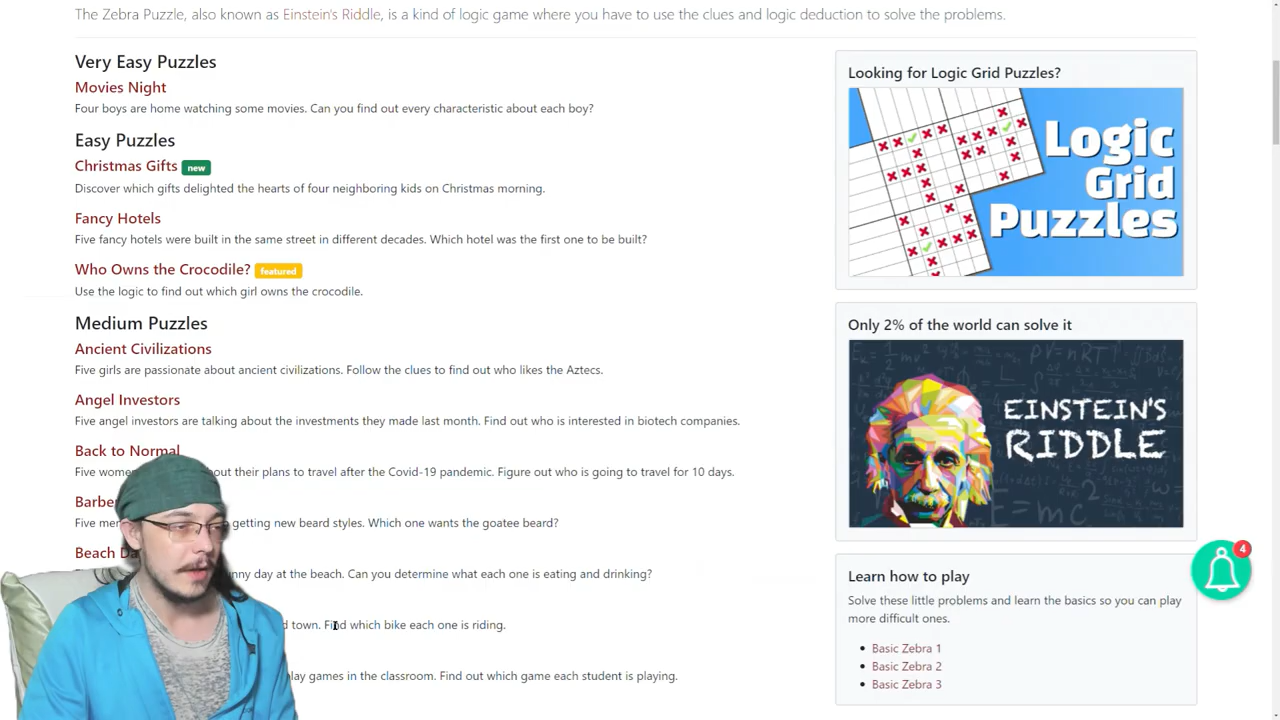 The Zebra Puzzle, also known as Einstein's Riddle, is a kind of logic game where you have to use the clues and logic deduction to solve the problems.
Very Easy Puzzles
Movies Night
Four boys are home watching some movies. Can you find out every characteristic about each boy?
Easy Puzzles
Christmas Gifts new
Discover which gifts delighted the hearts of four neighboring kids on Christmas morning.
Fancy Hotels
Five fancy hotels were built in the same street in different decades. Which hotel was the first one to be built?
Who Owns the Crocodile? featured
Use the logic to find out which girl owns the crocodile.
Medium Puzzles
Ancient Civilizations
Five girls are passionate about ancient civilizations. Follow the clues to find out who likes the Aztecs.
Angel Investors
Five angel investors are talking about the investments they made last month. Find out who is interested in biotech companies.
Back to Normal
Five about their plans to travel after the Covid-19 pandemic. Figure out who is going to travel for 10 days.
Five getting new beard styles. Which one wants the goatee beard?
Beach
day at the beach. Can you determine what each one is eating and drinking?
town. Find which bike each one is riding.
games in the classroom. Find out which game each student is playing.
Looking for Logic Grid Puzzles?
Logic
Grid
Puzzles
Only 2% of the world can solve it
EINSTEIN'S
RIDDLE
E = mc²
4
Learn how to play
Solve these little problems and learn the basics so you can play
more difficult ones.
Basic Zebra 1
Basic Zebra 2
Basic Zebra 3